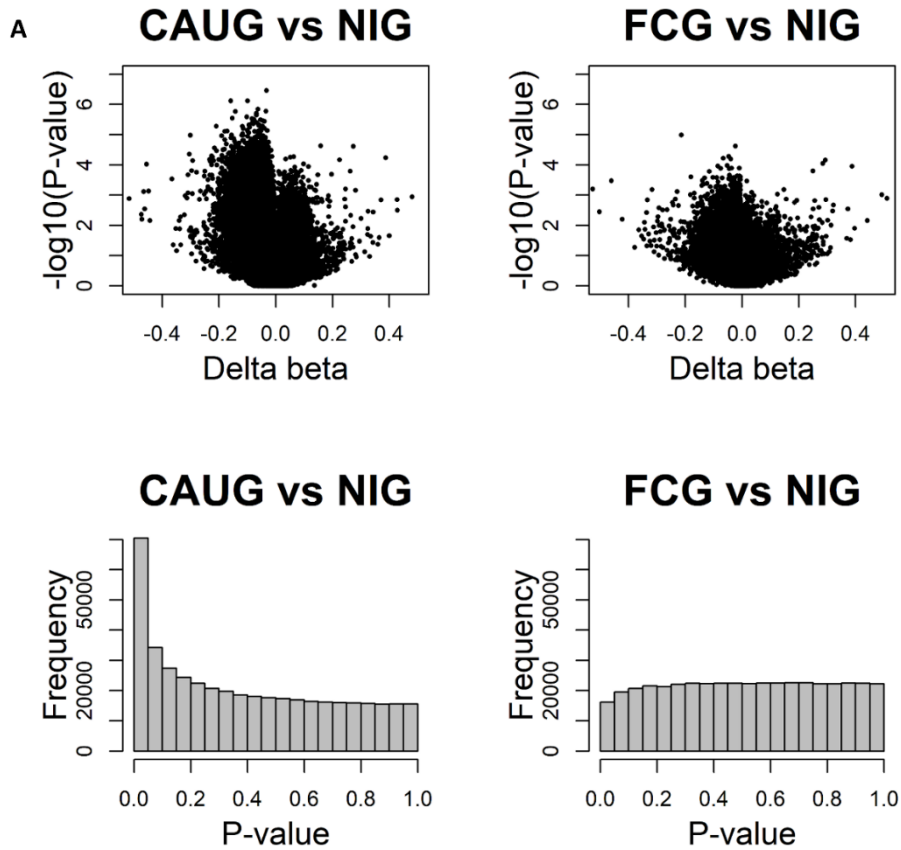 A
CAUG vs NIG
FCG vs NIG
-log10(P-value)
0 2 4 6
-0.4 -0.2 0.0 0.2 0.4
Delta beta
-log10(P-value)
0 2 4 6
-0.4 -0.2 0.0 0.2 0.4
Delta beta
CAUG vs NIG
FCG vs NIG
Frequency
0 20000 50000
0.0 0.2 0.4 0.6 0.8 1.0
P-value
Frequency
0 20000 50000
0.0 0.2 0.4 0.6 0.8 1.0
P-value